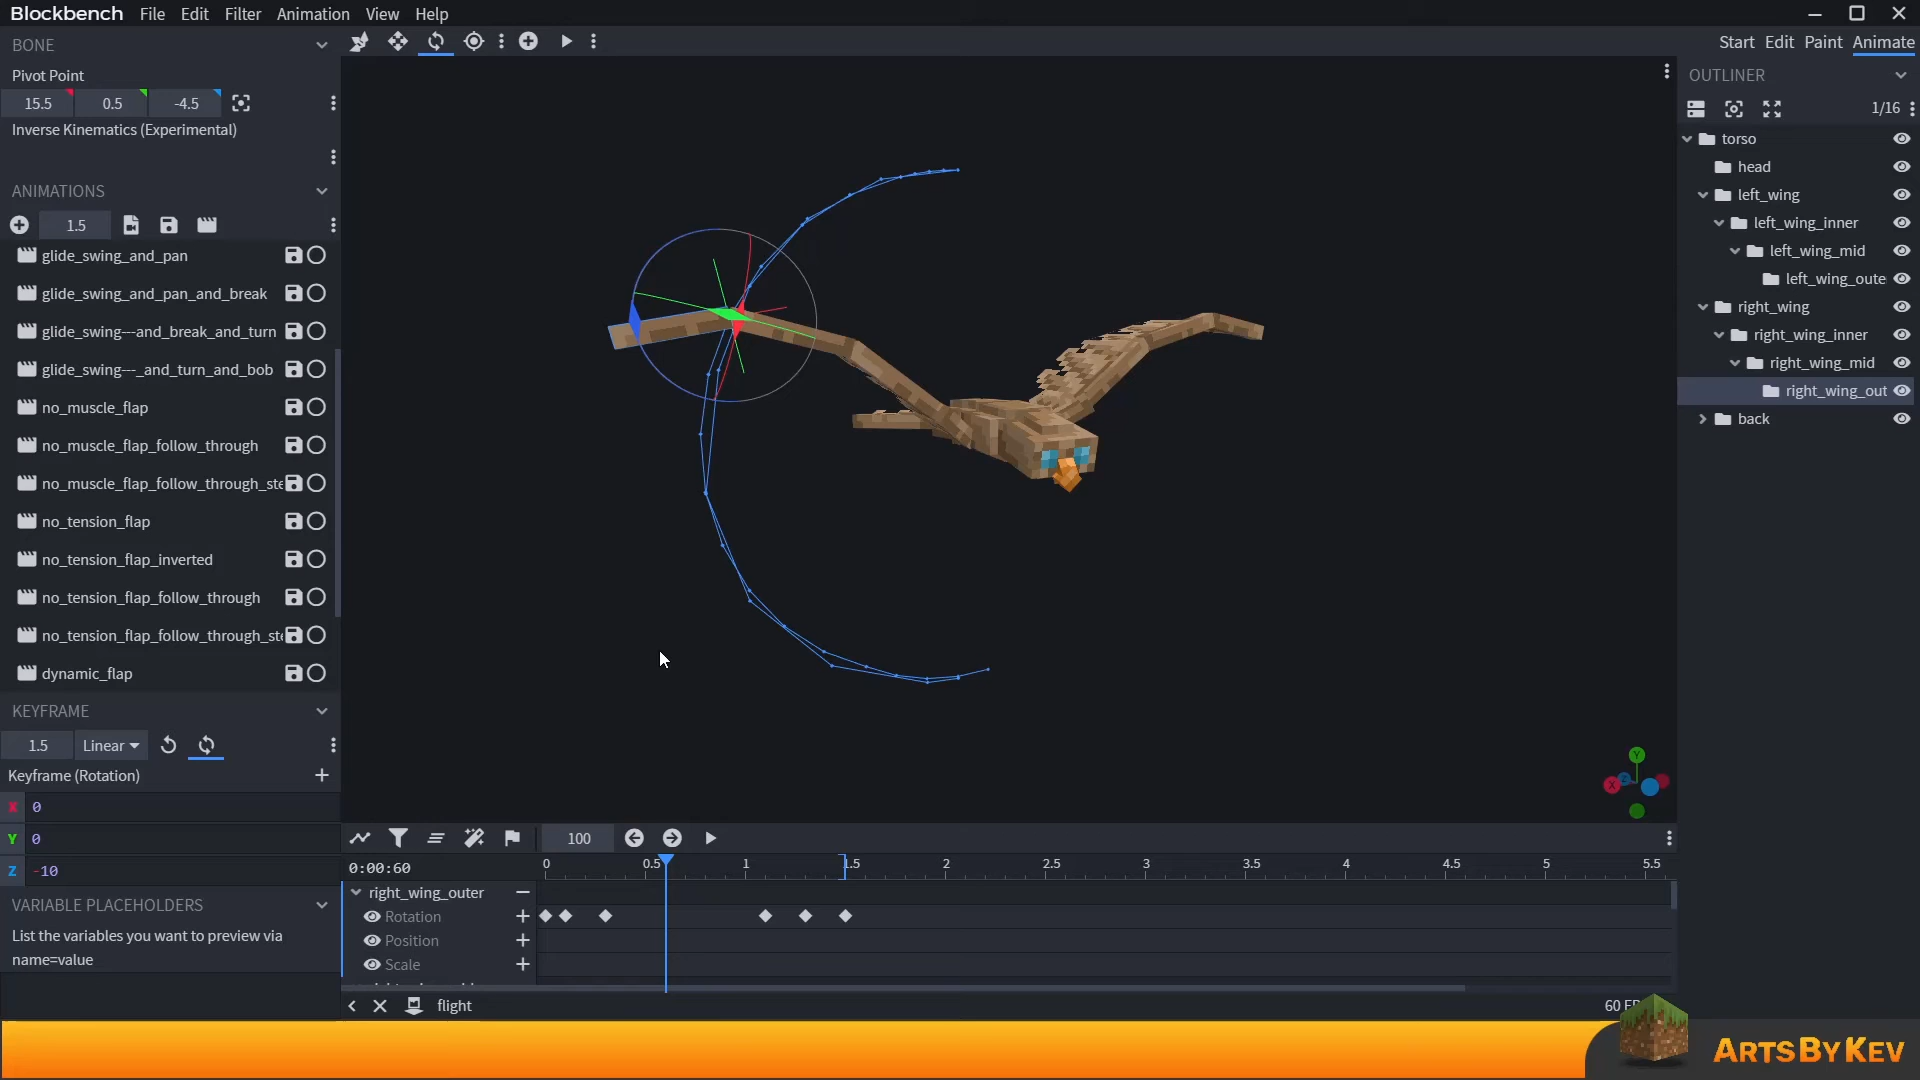 Blockbench File Edit Filter Animation View Help
BONE
Pivot Point
15.5 0.5 -4.5
Inverse Kinematics (Experimental)
ANIMATIONS
1.5
glide_swing_and_pan
glide_swing_and_pan_and_break
glide_swing---and_break_and_turn
glide_swing---_and_turn_and_bob
no_muscle_flap
no_muscle_flap_follow_through
no_muscle_flap_follow_through_ste
no_tension_flap
no_tension_flap_inverted
no_tension_flap_follow_through
no_tension_flap_follow_through_ste
dynamic_flap
KEYFRAME
1.5 Linear
Keyframe (Rotation)
X 0
Y 0
Z -10
VARIABLE PLACEHOLDERS
List the variables you want to preview via
name=value
Start Edit Paint Animate
OUTLINER
1/16
torso
head
left_wing
left_wing_inner
left_wing_mid
left_wing_oute
right_wing
right_wing_inner
right_wing_mid
right_wing_out
back
Y
X
100
0:00:60 0 0.5 1 1.5 2 2.5 3 3.5 4 4.5 5 5.5
right_wing_outer
Rotation
Position
Scale
flight
60 FP
ARTSBYKEV